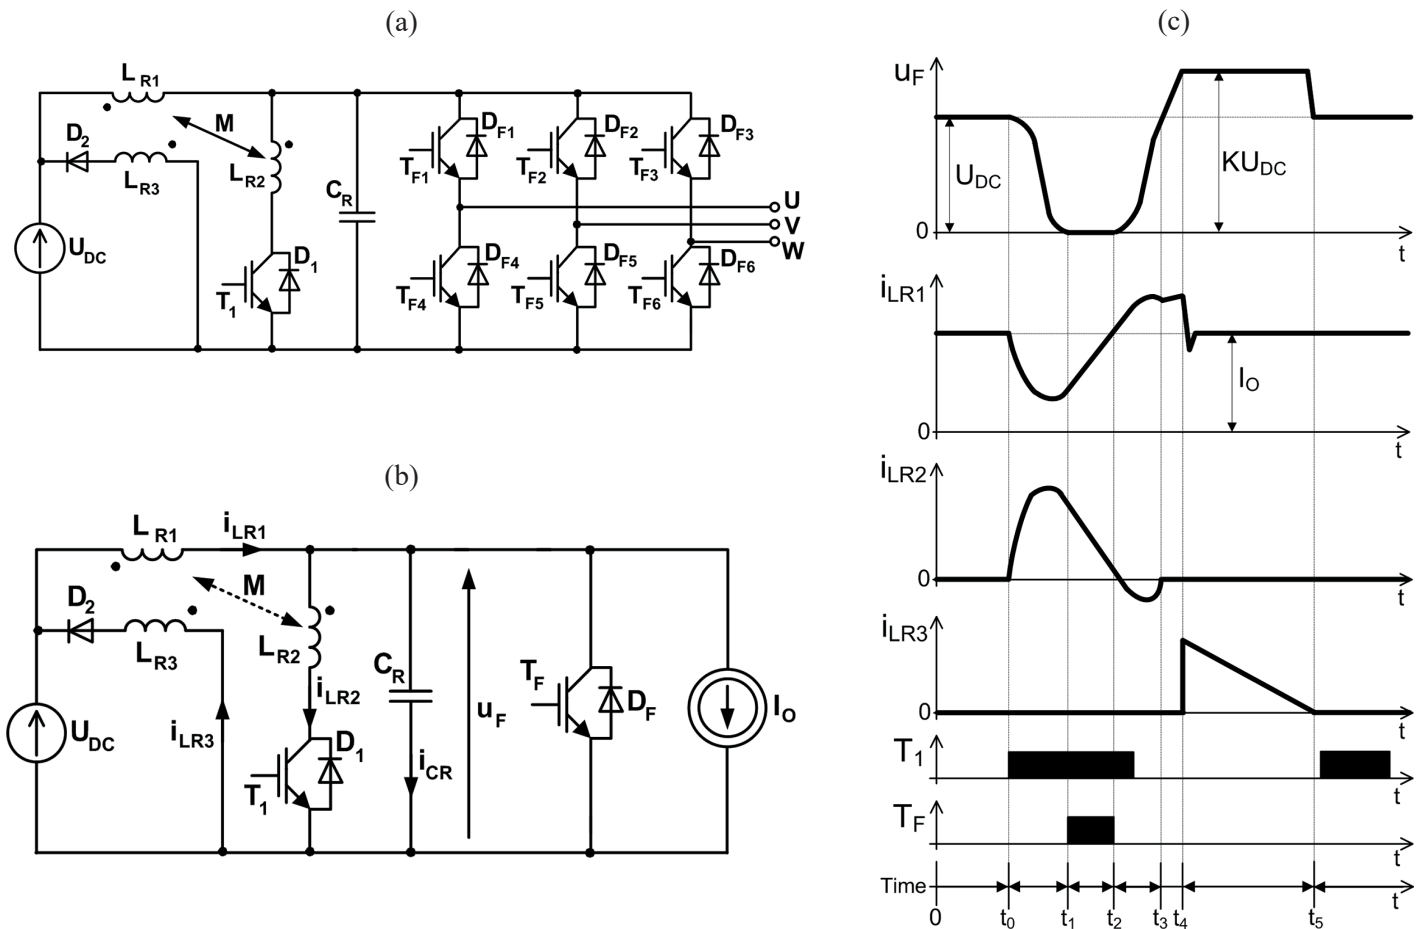 (a)
L R1
M
D2
LR3
LR2
CR
UDC
T1
D1
TF1
DF1
TF2
DF2
TF3
DF3
U
V
W
TF4
DF4
TF5
DF5
TF6
DF6
(b)
L R1
iLR1
M
D2
LR3
LR2
iLR2
iLR3
UDC
T1
D1
CR
iCR
uF
TF
DF
IO
(c)
uF
UDC
KUDC
0
t
iLR1
IO
0
t
iLR2
0
t
iLR3
0
t
T1
t
TF
t
Time
t
0 t0 t1 t2 t3 t4 t5